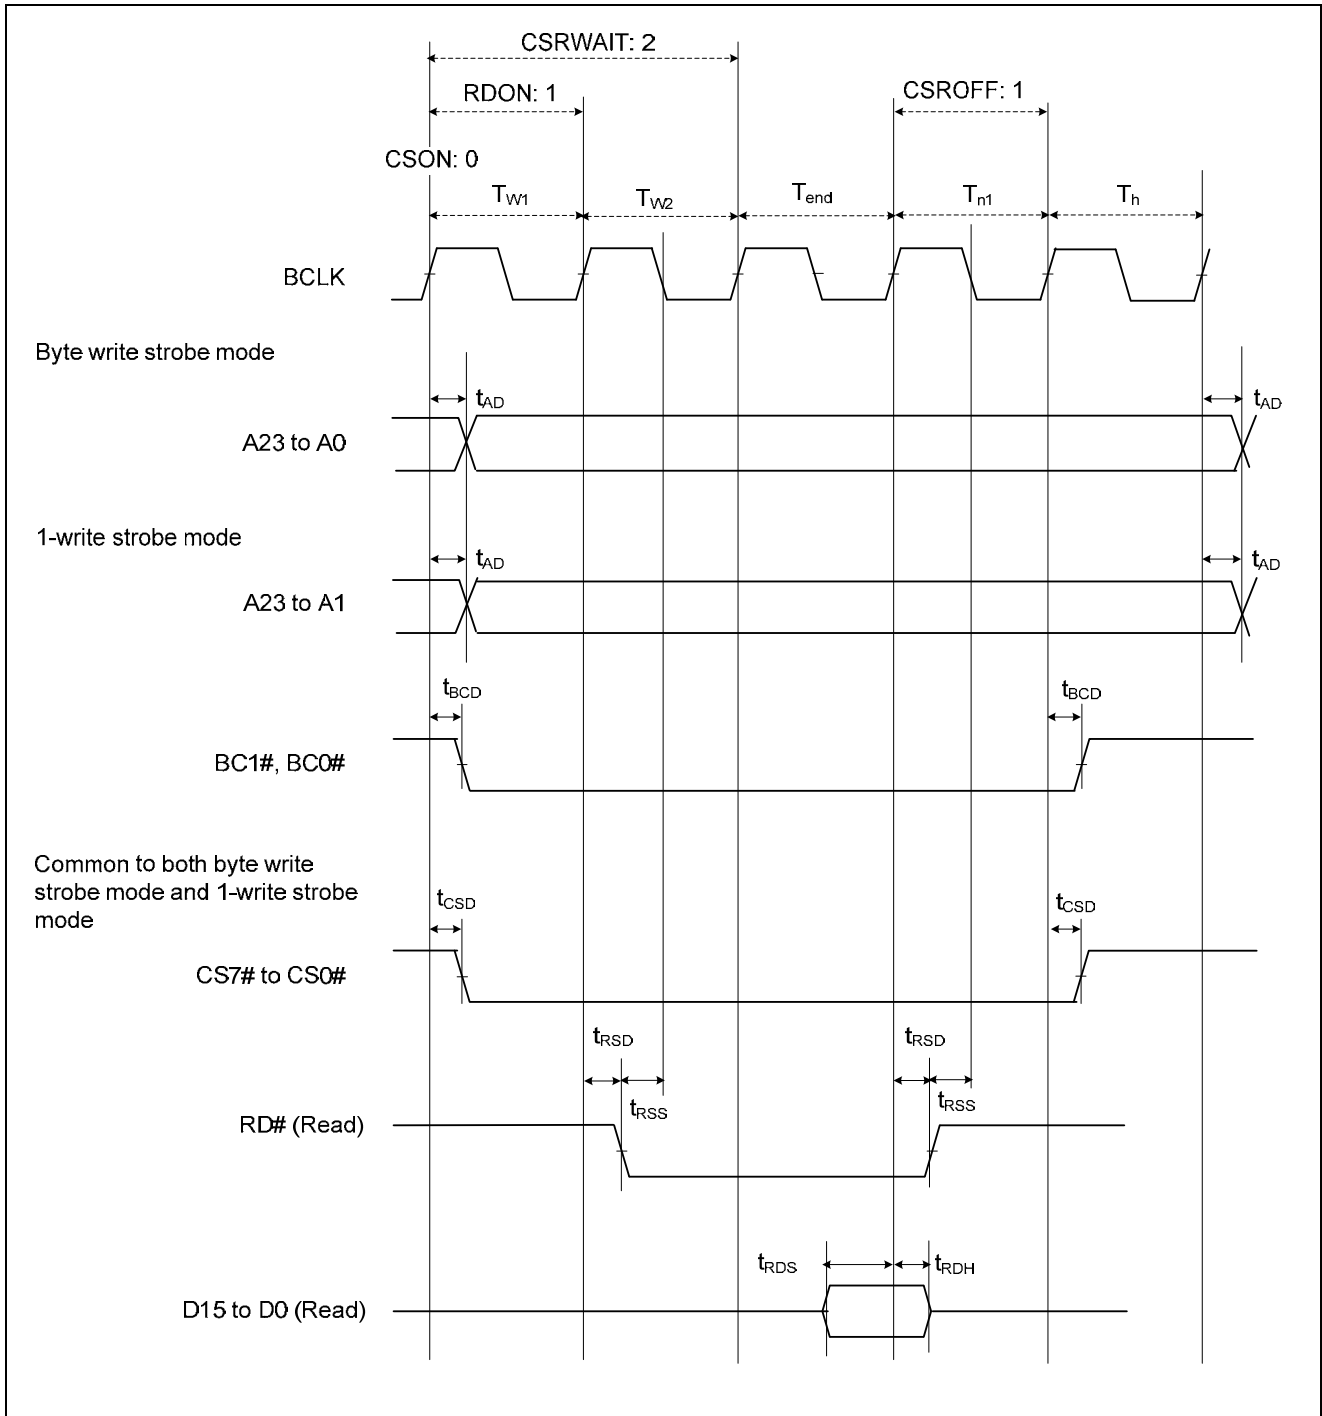 CSRWAIT: 2
RDON: 1
CSROFF: 1
CSON: 0
TW1
TW2
Tend
Tn1
Th
BCLK
Byte write strobe mode
tAD
tAD
A23 to A0
1-write strobe mode
tAD
tAD
A23 to A1
tBCD
tBCD
BC1#, BC0#
Common to both byte write
strobe mode and 1-write strobe
mode
tCSD
tCSD
CS7# to CS0#
tRSD
tRSD
tRSS
tRSS
RD# (Read)
tRDS
tRDH
D15 to D0 (Read)